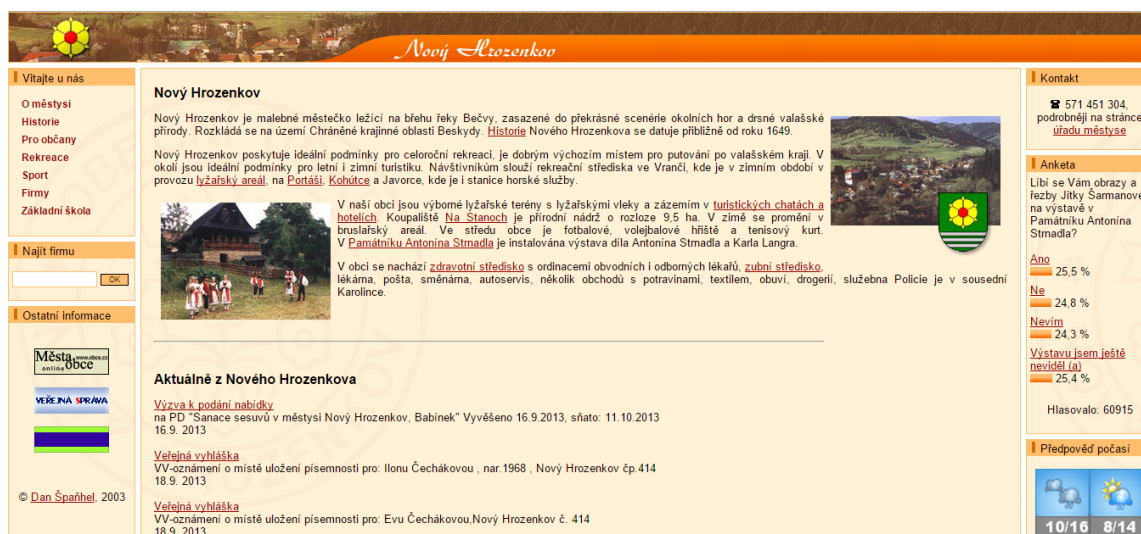 Nový Hrozenkov
Vitajte u nás
O městysi
Historie
Pro občany
Rekreace
Sport
Firmy
Základní škola
Najít firmu
OK
Ostatní informace
Města
www.obce.cz
online obce
VEŘEJNÁ SPRÁVA
© Dan Špaňhel, 2003
Nový Hrozenkov
Nový Hrozenkov je malebné městečko ležící na břehu řeky Bečvy, zasazené do překrásné scenérie okolních hor a drsné valašské
přírody. Rozkládá se na území Chráněné krajinné oblasti Beskydy. Historie Nového Hrozenkova se datuje přibližně od roku 1649.
Nový Hrozenkov poskytuje ideální podmínky pro celoroční rekreaci, je dobrým výchozím místem pro putování po valašském kraji. V
okolí jsou ideální podmínky pro letní i zimní turistiku. Návštivníkům slouží rekreační střediska ve Vranči, kde je v zimním období v
provozu lyžařský areál, na Portáši, Kohútce a Javorce, kde je i stanice horské služby.
V naší obci jsou výborné lyžařské terény s lyžařskými vleky a zázemím v turistických chatách a
hotelích. Koupaliště Na Stanoch je přírodní nádrž o rozloze 9,5 ha. V zimě se promění v
bruslařský areál. Ve středu obce je fotbalové, volejbalové hřiště a tenisový kurt.
V Památníku Antonína Strnadla je instalována výstava díla Antonína Strnadla a Karla Langra.
V obci se nachází zdravotní středisko s ordinacemi obvodních i odborných lékařů, zubní středisko,
lékárna, pošta, směnárna, autoservis, několik obchodů s potravinami, textilem, obuví, drogerií, služebna Policie je v sousední
Karolince.
Aktuálně z Nového Hrozenkova
Výzva k podání nabídky
na PD "Sanace sesuvů v městysi Nový Hrozenkov, Babínek" Vyvěšeno 16.9.2013, sňato: 11.10.2013
16.9. 2013
Veřejná vyhláška
VV-oznámení o místě uložení písemnosti pro: Ilonu Čechákovou , nar.1968 , Nový Hrozenkov čp.414
18.9. 2013
Veřejná vyhláška
VV-oznámení o místě uložení písemnosti pro: Evu Čechákovou,Nový Hrozenkov č. 414
18.9. 2013
Kontakt
☎ 571 451 304,
podrobněji na stránce
úřadu městyse
Anketa
Líbí se Vám obrazy a
řezby Jitky Šarmanové
na výstavě v
Památníku Antonína
Strnadla?
Ano
25,5 %
Ne
24,8 %
Nevím
24,3 %
Výstavu jsem ještě
neviděl (a)
25,4 %
Hlasovalo: 60915
Předpověď počasí
10/16 8/14